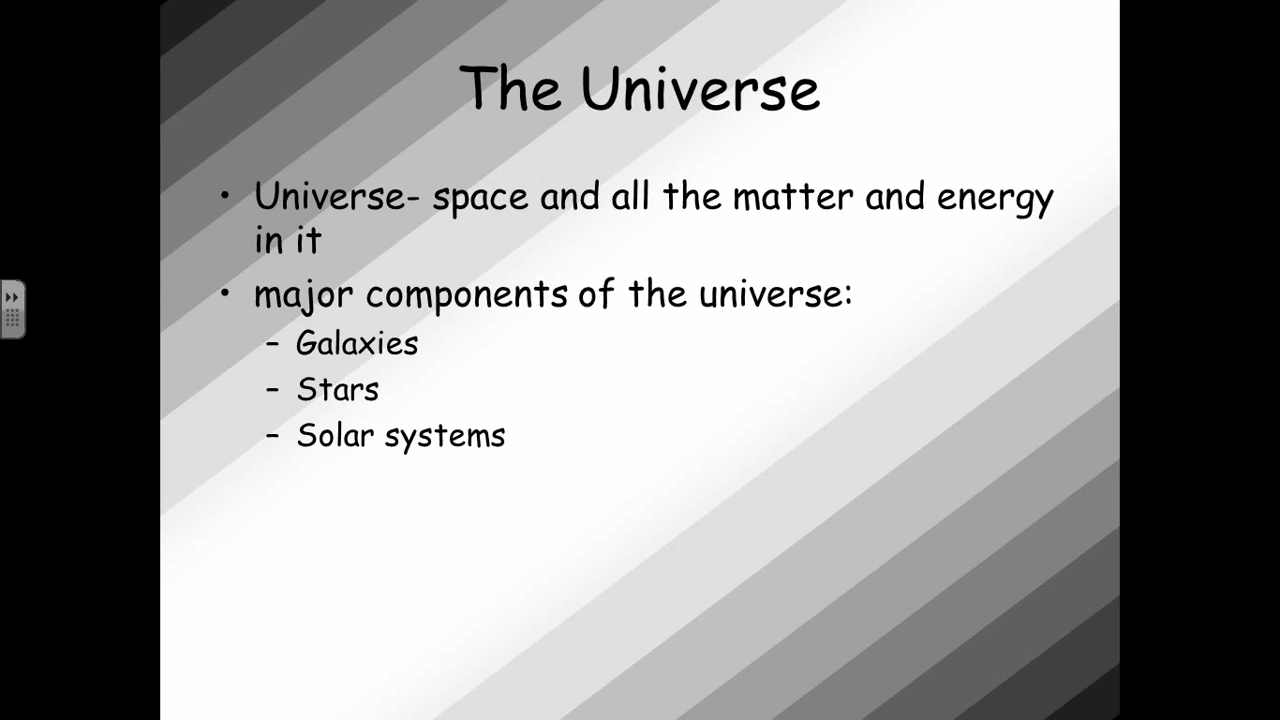 The Universe
• Universe- space and all the matter and energy
in it
• major components of the universe:
– Galaxies
– Stars
– Solar systems